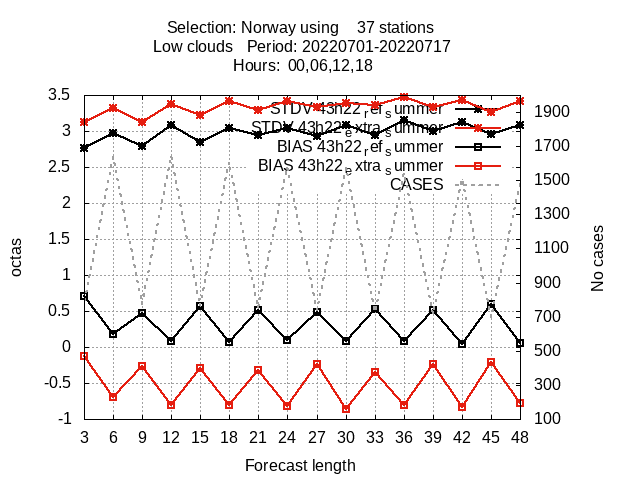 Selection: Norway using 37 stations
Low clouds Period: 20220701-20220717
Hours: 00,06,12,18
3.5
3
2.5
2
1.5
1
0.5
0
-0.5
-1
octas
STDV 43h22_ref_summer
STDV 43h22_extra_summer
BIAS 43h22_ref_summer
BIAS 43h22_extra_summer
CASES
1900
1700
1500
1300
1100
900
700
500
300
100
No cases
3 6 9 12 15 18 21 24 27 30 33 36 39 42 45 48
Forecast length